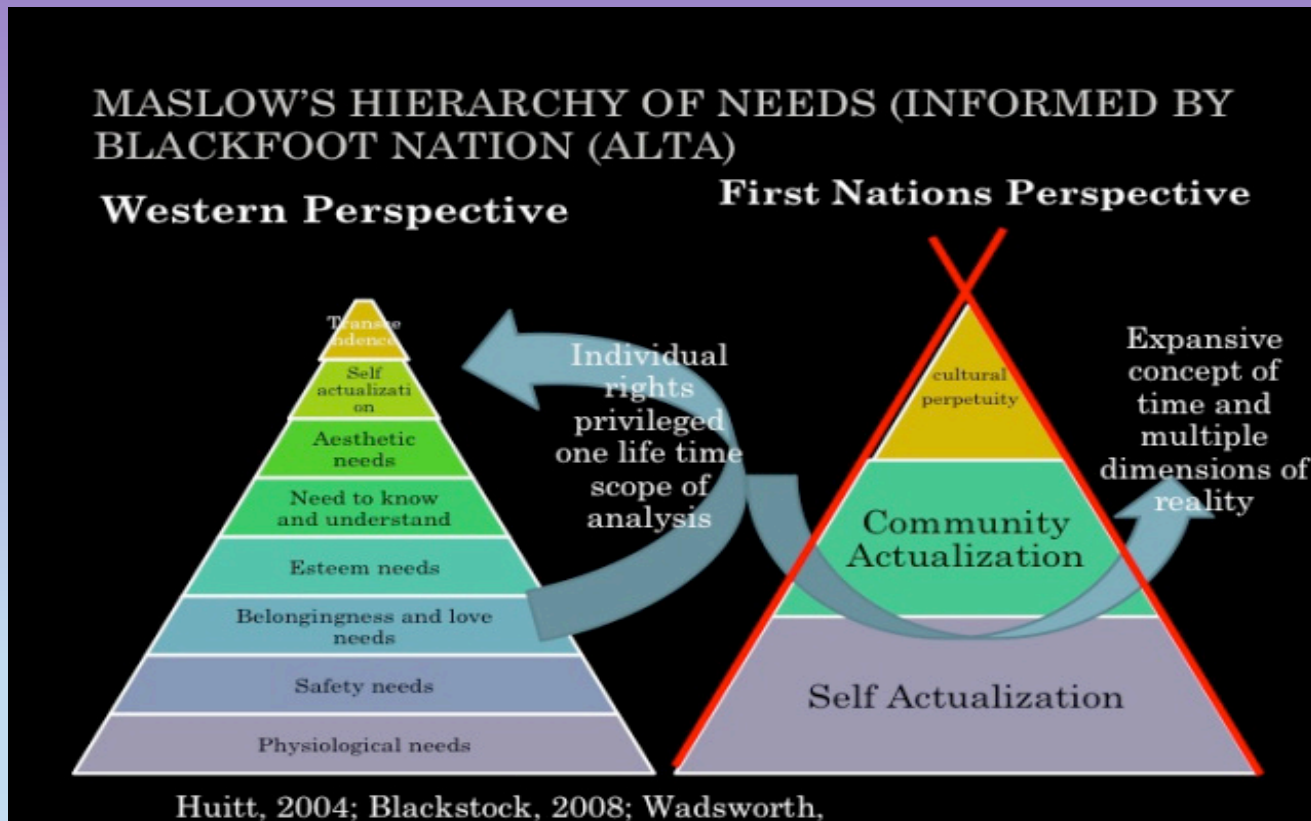 MASLOW'S HIERARCHY OF NEEDS (INFORMED BY
BLACKFOOT NATION (ALTA)
Western Perspective
First Nations Perspective
Transce
ndence
Self
actualizati
on
Aesthetic
needs
Need to know
and understand
Esteem needs
Belongingness and love
needs
Safety needs
Physiological needs
Individual
rights
privileged
one life time
scope of
analysis
cultural
perpetuity
Community
Actualization
Self Actualization
Expansive
concept of
time and
multiple
dimensions of
reality
Huitt, 2004; Blackstock, 2008; Wadsworth,